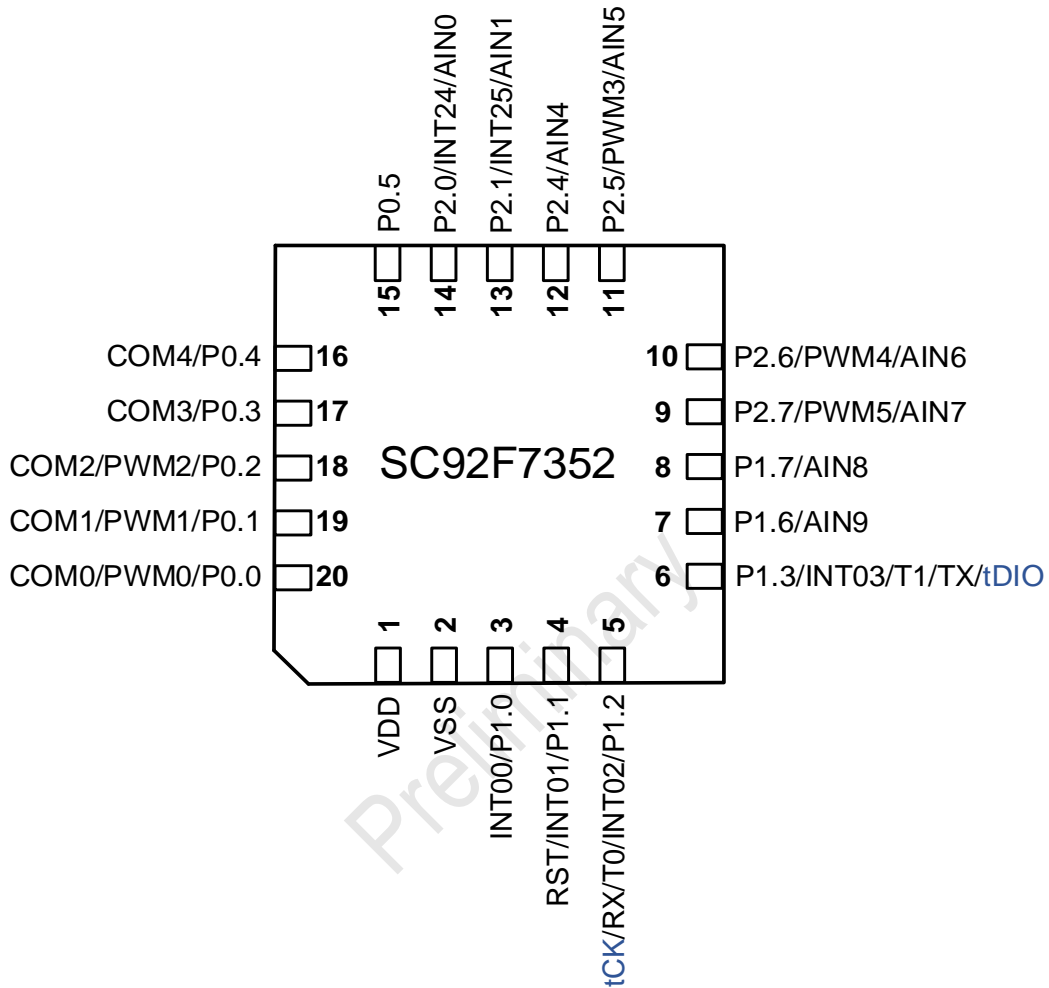 P0.5
P2.0/INT24/AIN0
P2.1/INT25/AIN1
P2.4/AIN4
P2.5/PWM3/AIN5
15
14
13
12
11
COM4/P0.4
16
10
P2.6/PWM4/AIN6
COM3/P0.3
17
9
P2.7/PWM5/AIN7
COM2/PWM2/P0.2
18
SC92F7352
8
P1.7/AIN8
COM1/PWM1/P0.1
19
7
P1.6/AIN9
COM0/PWM0/P0.0
20
6
P1.3/INT03/T1/TX/tDIO
1
2
3
4
5
VDD
VSS
INT00/P1.0
RST/INT01/P1.1
tCK/RX/T0/INT02/P1.2
Preliminary